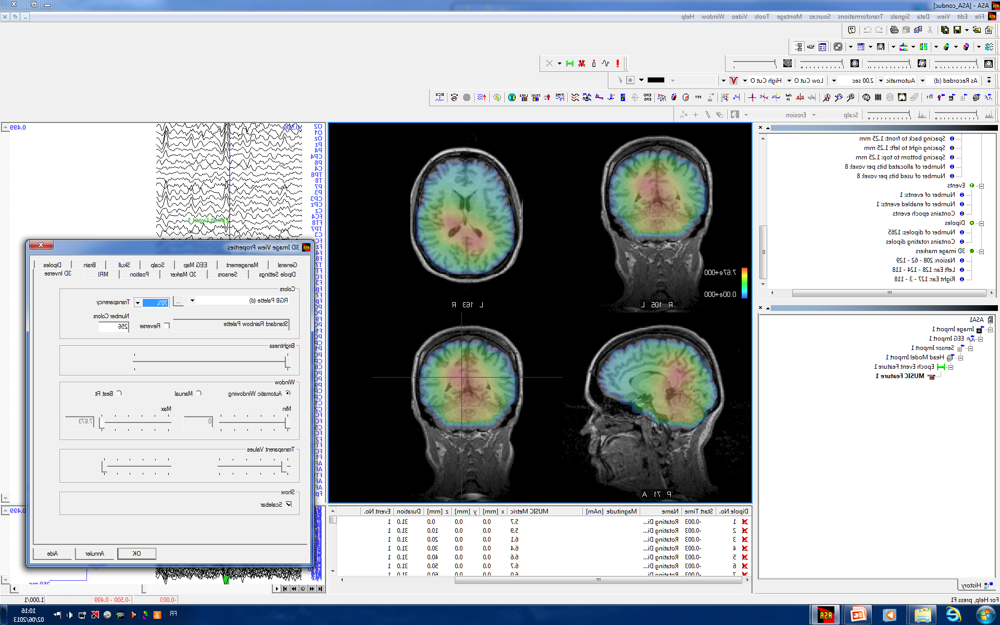 ASA - [ASA_conduc]
File Edit View Data Signals Transformations Sources Montage Tools Video Window Help
As Recorded (d) Automatic 2.00 sec Low Cut O High Cut O
Scalp Erosion
Spacing back to front: 1.25 mm
Spacing right to left: 1.25 mm
Spacing bottom to top: 1.25 mm
Number of allocated bits per voxel: 8
Number of used bits per voxel: 8
Events
Number of events: 1
Number of enabled events: 1
Contains epoch events
Dipoles
Number of dipoles: 1265
Contains rotating dipoles
3D image markers
Nasion: 208 - 62 - 129
Left Ear: 128 - 124 - 118
Right Ear: 127 - 3 - 118
ASA1
Image Import 1
EEG Import 1
Sensor Import 1
Head Model Import 1
Epoch Event Feature 1
MUSIC Feature 1
History
7.67e+000
0.00e+000
R 105 L
L 163 R
P 71 A
Dipole No. Start Time Name Magnitude [nAm] MUSIC Metric x [mm] y [mm] z [mm] Duration Event No.
1 -0.003 Rotating Di... 5.7 0.0 0.0 0.0 31.0 1
2 -0.003 Rotating Di... 5.9 0.0 0.0 10.0 31.0 1
3 -0.003 Rotating Di... 6.1 0.0 0.0 20.0 31.0 1
4 -0.003 Rotating Di... 6.4 0.0 0.0 30.0 31.0 1
5 -0.003 Rotating Di... 6.6 0.0 0.0 40.0 31.0 1
6 -0.003 Rotating Di... 6.7 0.0 0.0 50.0 31.0 1
-0.500 0.499
O2
O1
Oz
Pz
P4
CP4
P8
C4
TP8
T8
P7
P3
CP3
CPz
Cz
FC4
FT8
TP7
C3
Epoch Event 1
3D Image View Properties
General Management EEG Map Scalp Skull Brain Dipoles
Dipole Settings Sensors 3D Marker Position MRI 3D Inverse
Colors
RGB Palette (d) ... 70% Transparency
Standard Rainbow Palette Reverse
Number Colors
256
Brightness
Window
Automatic Windowing Manual Best Fit
Min Max
0 7.673
Transparent Values
Show
Scalebar
OK Annuler Aide
0.499
For Help, press F1
-0.003 -0.500 - 0.499 1.000/1
FR
10:16
02/06/2013